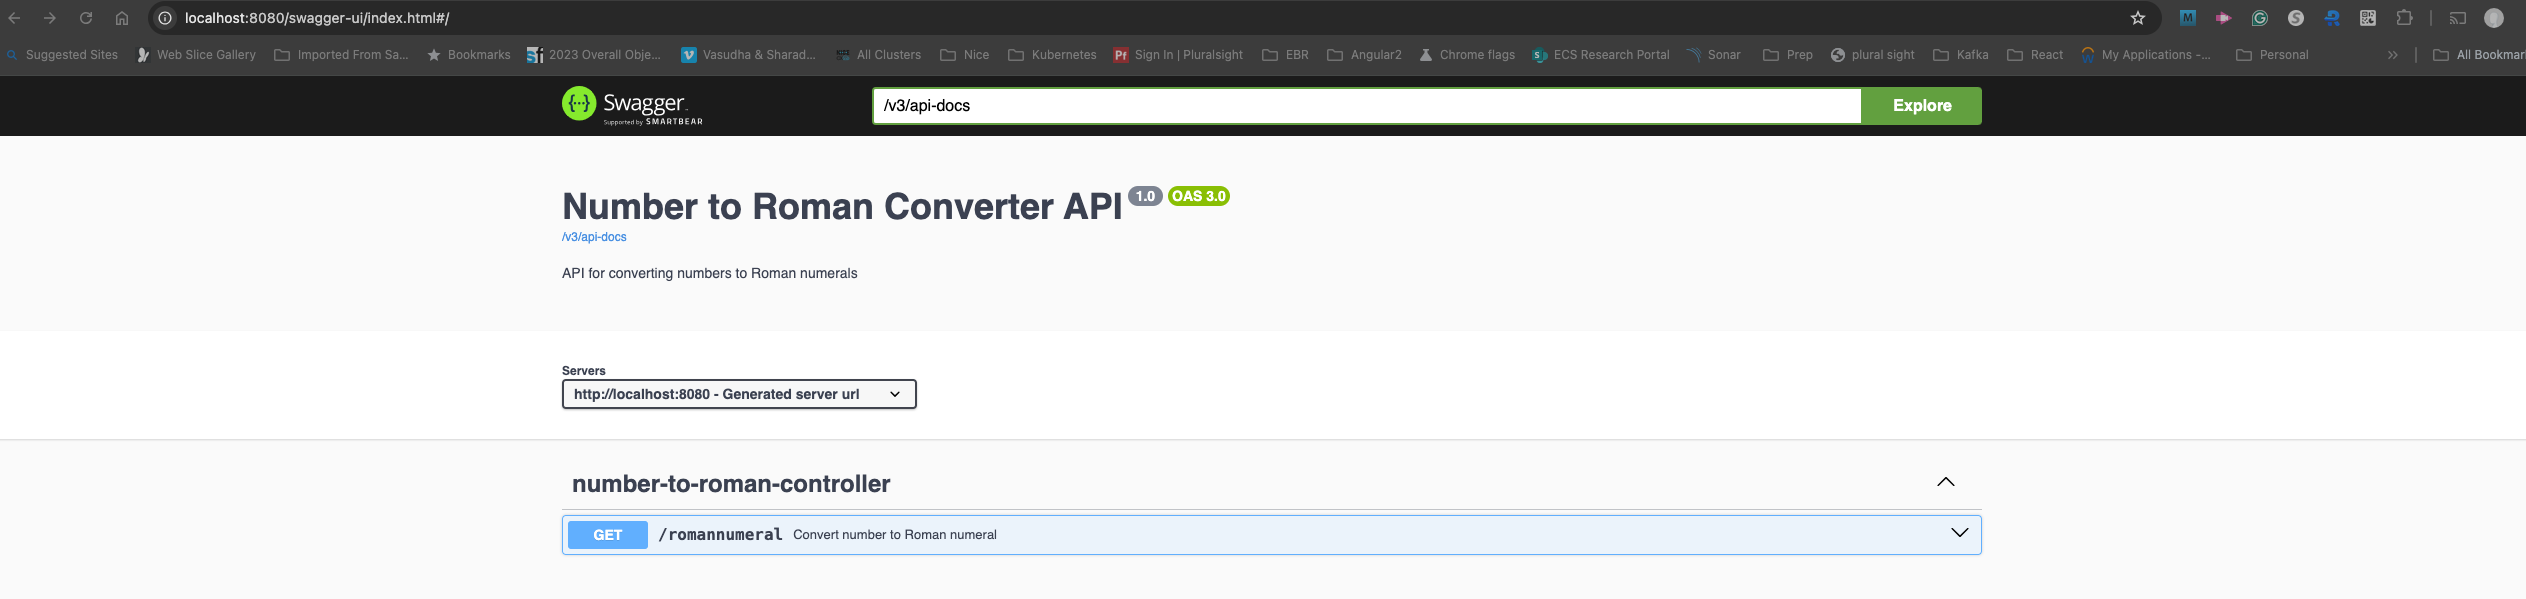 localhost:8080/swagger-ui/index.html#/
Suggested Sites Web Slice Gallery Imported From Sa... Bookmarks 2023 Overall Obje... Vasudha & Sharad... All Clusters Nice Kubernetes Sign In | Pluralsight EBR Angular2 Chrome flags ECS Research Portal Sonar Prep plural sight Kafka React My Applications -... Personal » All Bookmar
Swagger
Supported by SMARTBEAR
/v3/api-docs
Explore
Number to Roman Converter API 1.0 OAS 3.0
/v3/api-docs
API for converting numbers to Roman numerals
Servers
http://localhost:8080 - Generated server url
number-to-roman-controller
GET /romannumeral Convert number to Roman numeral